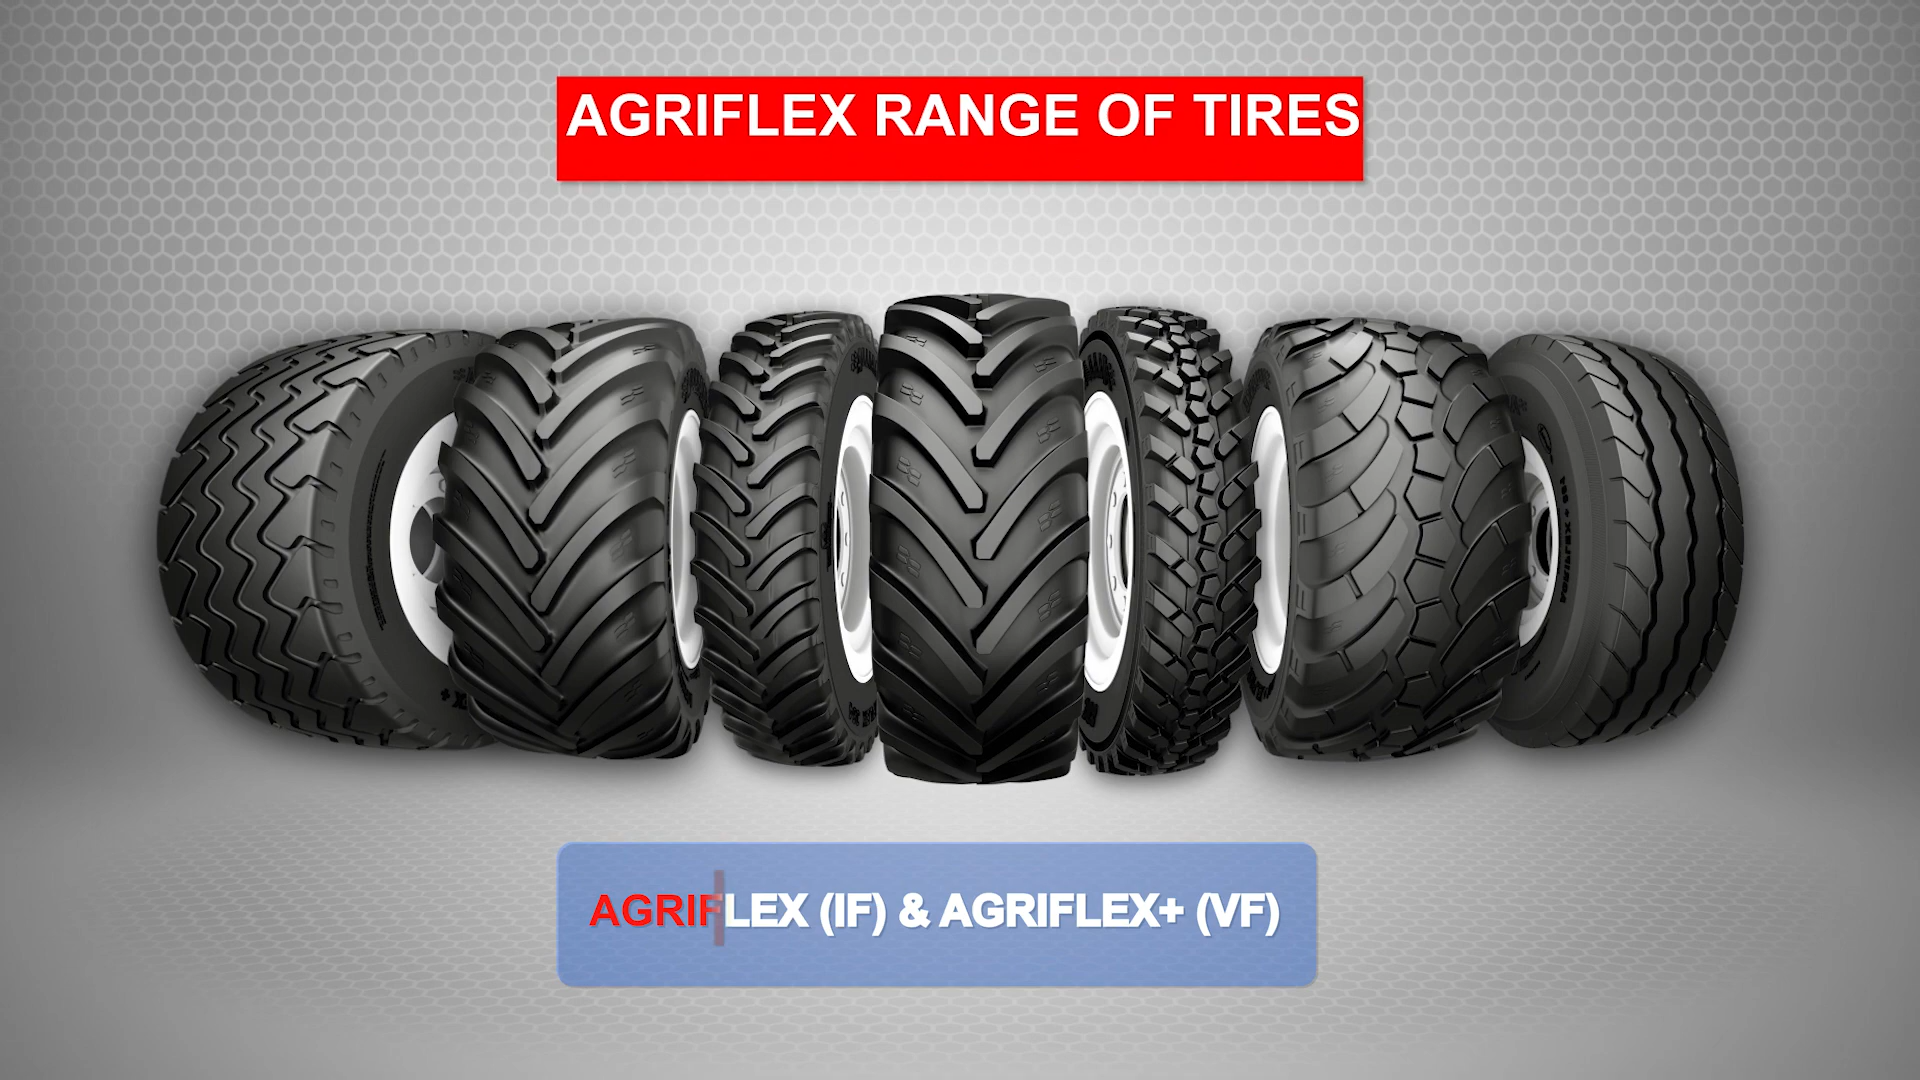 AGRIFLEX RANGE OF TIRES
AGRIFLEX (IF) & AGRIFLEX+ (VF)